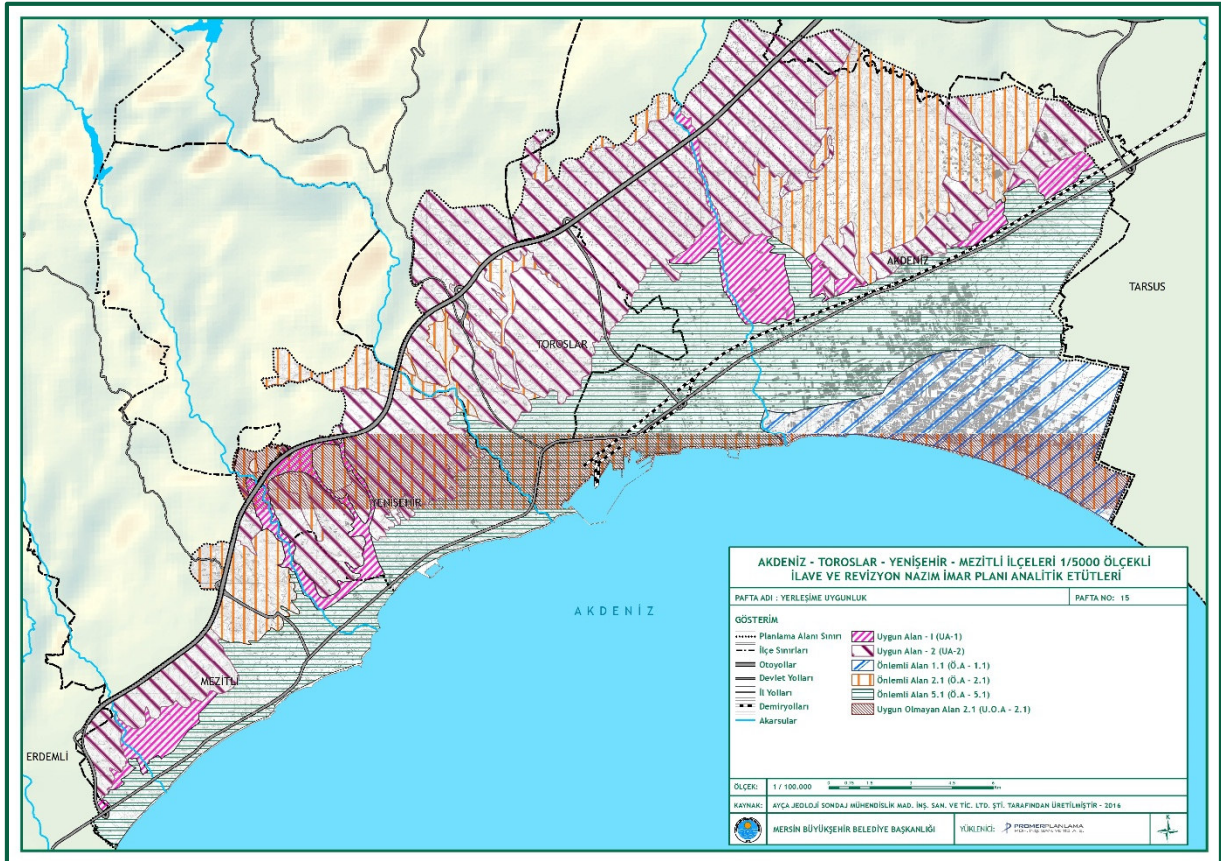 AKDENİZ
TARSUS
TOROSLAR
YENİŞEHİR
AKDENİZ
MEZİTLİ
ERDEMLİ
AKDENİZ - TOROSLAR - YENİŞEHİR - MEZİTLİ İLÇELERİ 1/5000 ÖLÇEKLİ
İLAVE VE REVİZYON NAZIM İMAR PLANI ANALİTİK ETÜTLERİ
PAFTA ADI : YERLEŞİME UYGUNLUK
PAFTA NO: 15
GÖSTERİM
Planlama Alanı Sınırı
İlçe Sınırları
Otoyollar
Devlet Yolları
İl Yolları
Demiryolları
Akarsular
Uygun Alan - I (UA-1)
Uygun Alan - 2 (UA-2)
Önlemli Alan 1.1 (Ö.A - 1.1)
Önlemli Alan 2.1 (Ö.A - 2.1)
Önlemli Alan 5.1 (Ö.A - 5.1)
Uygun Olmayan Alan 2.1 (U.O.A - 2.1)
ÖLÇEK: 1 / 100.000
KAYNAK: AYÇA JEOLOJİ SONDAJ MÜHENDİSLİK MAD. İNŞ. SAN. VE TİC. LTD. ŞTİ. TARAFINDAN ÜRETİLMİŞTİR - 2016
MERSİN BÜYÜKŞEHİR BELEDİYE BAŞKANLIĞI
YÜKLENİCİ: PROMERPLANLAMA